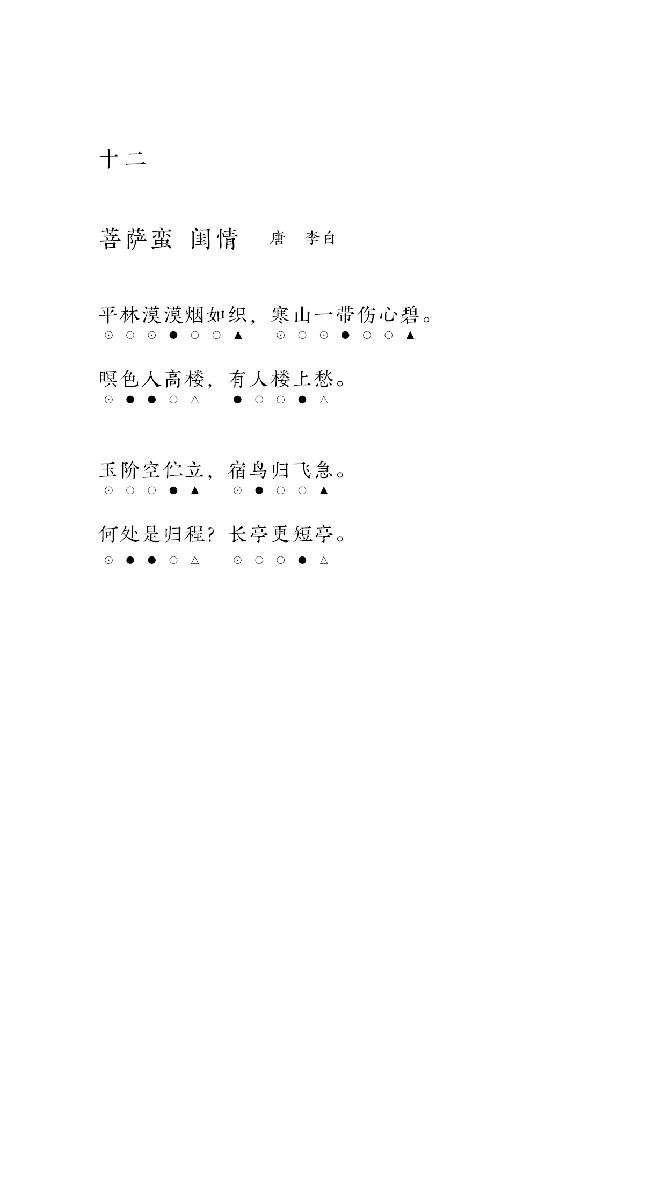 十二
菩萨蛮 闺情 唐 李白
平林漠漠烟如织，寒山一带伤心碧。
⊙○⊙●○○▲ ⊙○⊙●○○▲
暝色入高楼，有人楼上愁。
⊙●●○△ ●○○●△
玉阶空伫立，宿鸟归飞急。
⊙○○●▲ ⊙●○○▲
何处是归程？长亭更短亭。
⊙●●○△ ⊙○○●△